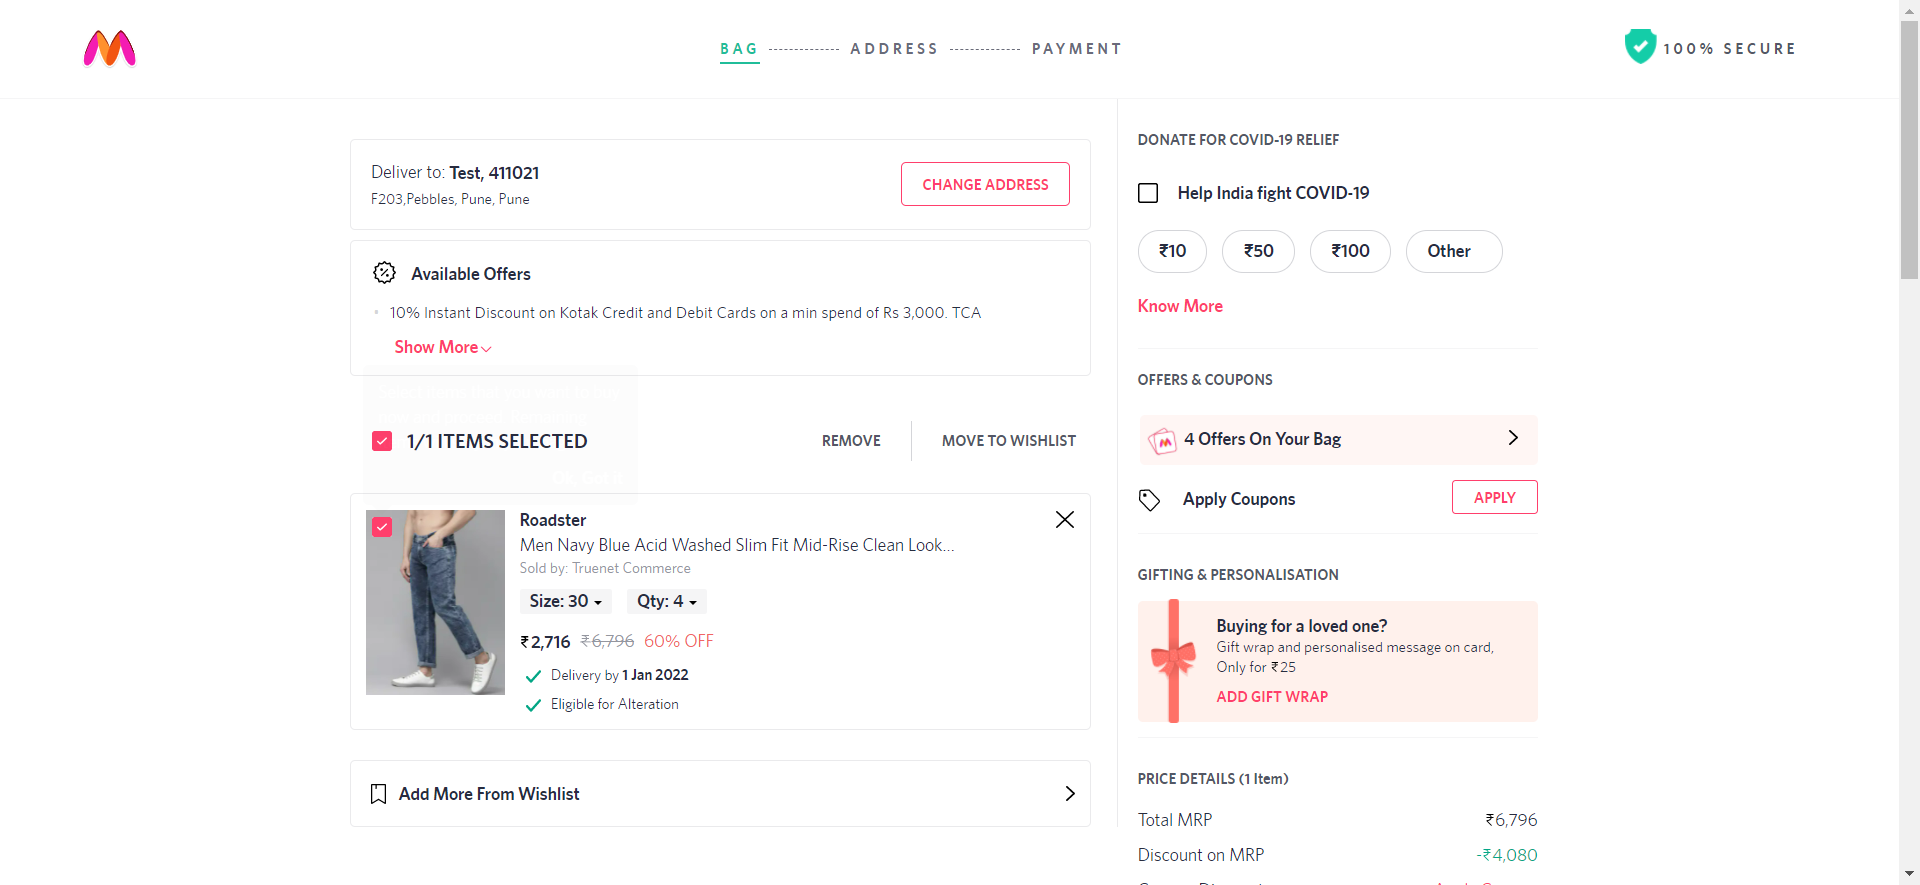 BAG ADDRESS PAYMENT
100% SECURE
Deliver to: Test, 411021
F203,Pebbles, Pune, Pune
CHANGE ADDRESS
Available Offers
10% Instant Discount on Kotak Credit and Debit Cards on a min spend of Rs 3,000. TCA
Show More
1/1 ITEMS SELECTED
REMOVE
MOVE TO WISHLIST
Roadster
Men Navy Blue Acid Washed Slim Fit Mid-Rise Clean Look...
Sold by: Truenet Commerce
Size: 30 Qty: 4
₹2,716 ₹6,796 60% OFF
Delivery by 1 Jan 2022
Eligible for Alteration
Add More From Wishlist
DONATE FOR COVID-19 RELIEF
Help India fight COVID-19
₹10 ₹50 ₹100 Other
Know More
OFFERS & COUPONS
4 Offers On Your Bag
Apply Coupons
APPLY
GIFTING & PERSONALISATION
Buying for a loved one?
Gift wrap and personalised message on card,
Only for ₹25
ADD GIFT WRAP
PRICE DETAILS (1 Item)
Total MRP ₹6,796
Discount on MRP -₹4,080